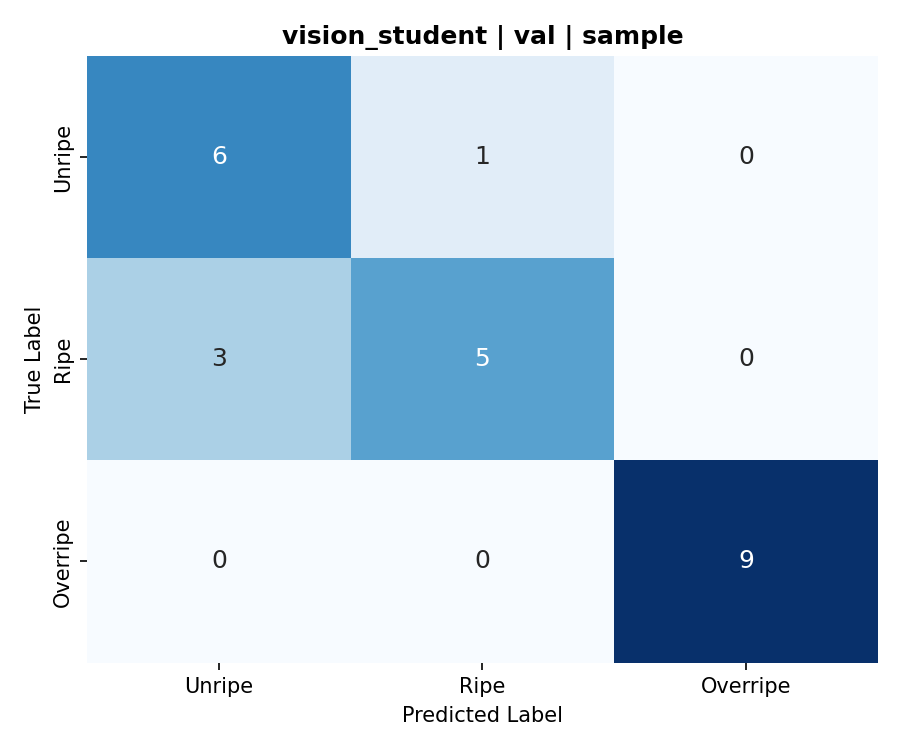 vision_student | val | sample
True Label
Unripe
6 1 0
Ripe
3 5 0
Overripe
0 0 9
Unripe Ripe Overripe
Predicted Label